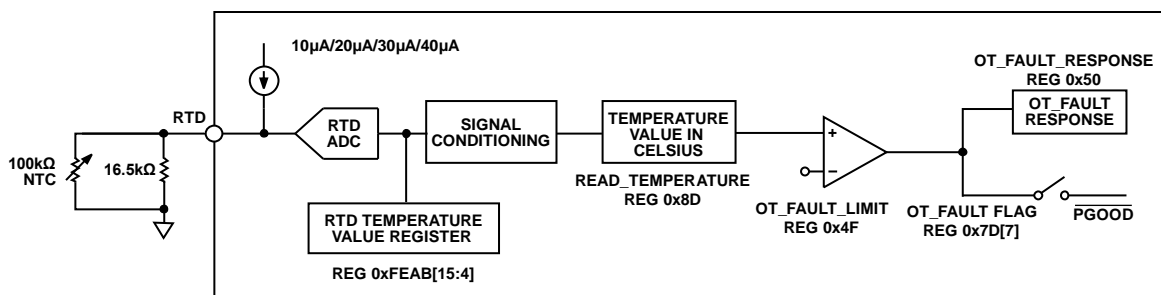 10µA/20µA/30µA/40µA
RTD
100kΩ
NTC
16.5kΩ
RTD
ADC
SIGNAL
CONDITIONING
TEMPERATURE
VALUE IN
CELSIUS
READ_TEMPERATURE
REG 0x8D
RTD TEMPERATURE
VALUE REGISTER
REG 0xFEAB[15:4]
+
–
OT_FAULT_LIMIT
REG 0x4F
OT_FAULT_RESPONSE
REG 0x50
OT_FAULT
RESPONSE
OT_FAULT FLAG
REG 0x7D[7]
PGOOD